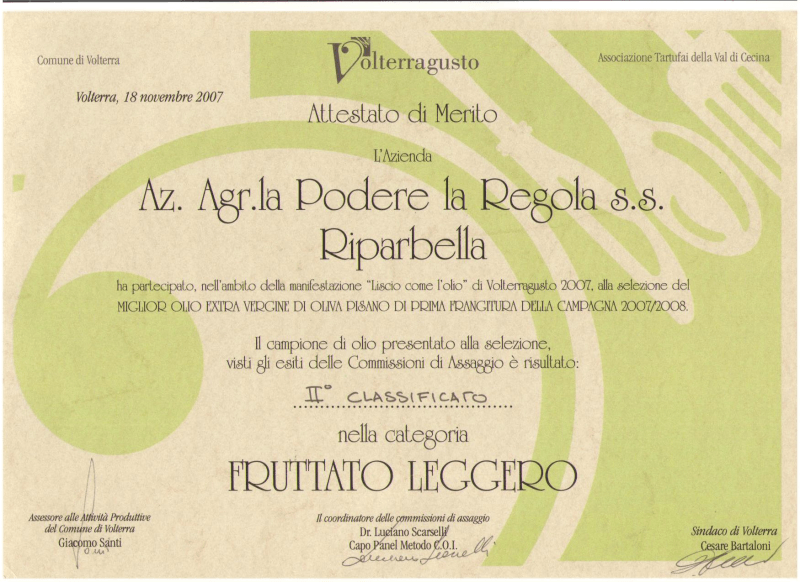 Comune di Volterra
Volterragusto
Associazione Tartufai della Val di Cecina
Volterra, 18 novembre 2007
Attestato di Merito
L'Azienda
Az. Agr.la Podere la Regola s.s.
Riparbella
ha partecipato, nell'ambito della manifestazione "Liscio come l'olio" di Volterragusto 2007, alla selezione del
MIGLIOR OLIO EXTRA VERGINE DI OLIVA PISANO DI PRIMA FRANGITURA DELLA CAMPAGNA 2007/2008.
Il campione di olio presentato alla selezione,
visti gli esiti delle Commissioni di Assaggio è risultato:
II° CLASSIFICATO
nella categoria
FRUTTATO LEGGERO
Assessore alle Attività Produttive
del Comune di Volterra
Giacomo Santi
Il coordinatore delle commissioni di assaggio
Dr. Luciano Scarselli
Capo Panel Metodo C.O.I.
Sindaco di Volterra
Cesare Bartaloni